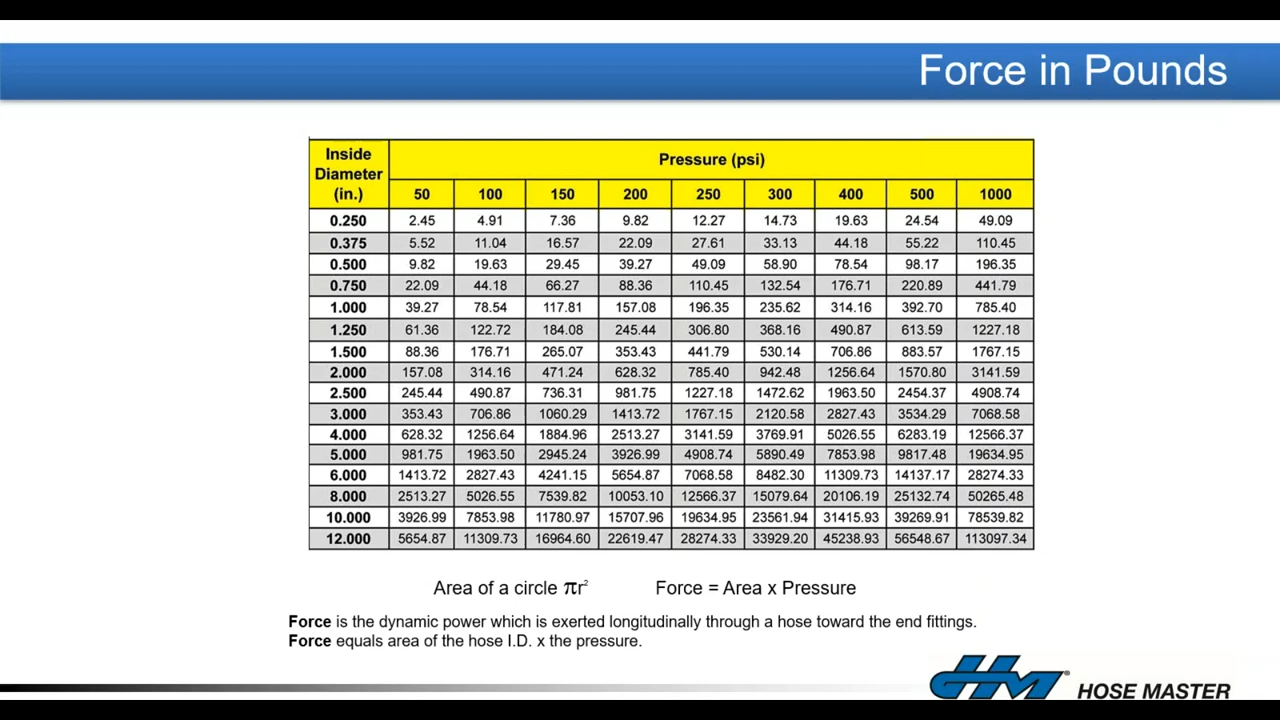 Force in Pounds
Inside Diameter (in.) Pressure (psi)
50 100 150 200 250 300 400 500 1000
0.250 2.45 4.91 7.36 9.82 12.27 14.73 19.63 24.54 49.09
0.375 5.52 11.04 16.57 22.09 27.61 33.13 44.18 55.22 110.45
0.500 9.82 19.63 29.45 39.27 49.09 58.90 78.54 98.17 196.35
0.750 22.09 44.18 66.27 88.36 110.45 132.54 176.71 220.89 441.79
1.000 39.27 78.54 117.81 157.08 196.35 235.62 314.16 392.70 785.40
1.250 61.36 122.72 184.08 245.44 306.80 368.16 490.87 613.59 1227.18
1.500 88.36 176.71 265.07 353.43 441.79 530.14 706.86 883.57 1767.15
2.000 157.08 314.16 471.24 628.32 785.40 942.48 1256.64 1570.80 3141.59
2.500 245.44 490.87 736.31 981.75 1227.18 1472.62 1963.50 2454.37 4908.74
3.000 353.43 706.86 1060.29 1413.72 1767.15 2120.58 2827.43 3534.29 7068.58
4.000 628.32 1256.64 1884.96 2513.27 3141.59 3769.91 5026.55 6283.19 12566.37
5.000 981.75 1963.50 2945.24 3926.99 4908.74 5890.49 7853.98 9817.48 19634.95
6.000 1413.72 2827.43 4241.15 5654.87 7068.58 8482.30 11309.73 14137.17 28274.33
8.000 2513.27 5026.55 7539.82 10053.10 12566.37 15079.64 20106.19 25132.74 50265.48
10.000 3926.99 7853.98 11780.97 15707.96 19634.95 23561.94 31415.93 39269.91 78539.82
12.000 5654.87 11309.73 16964.60 22619.47 28274.33 33929.20 45238.93 56548.67 113097.34
Area of a circle πr² Force = Area x Pressure
Force is the dynamic power which is exerted longitudinally through a hose toward the end fittings.
Force equals area of the hose I.D. x the pressure.
HM® HOSE MASTER